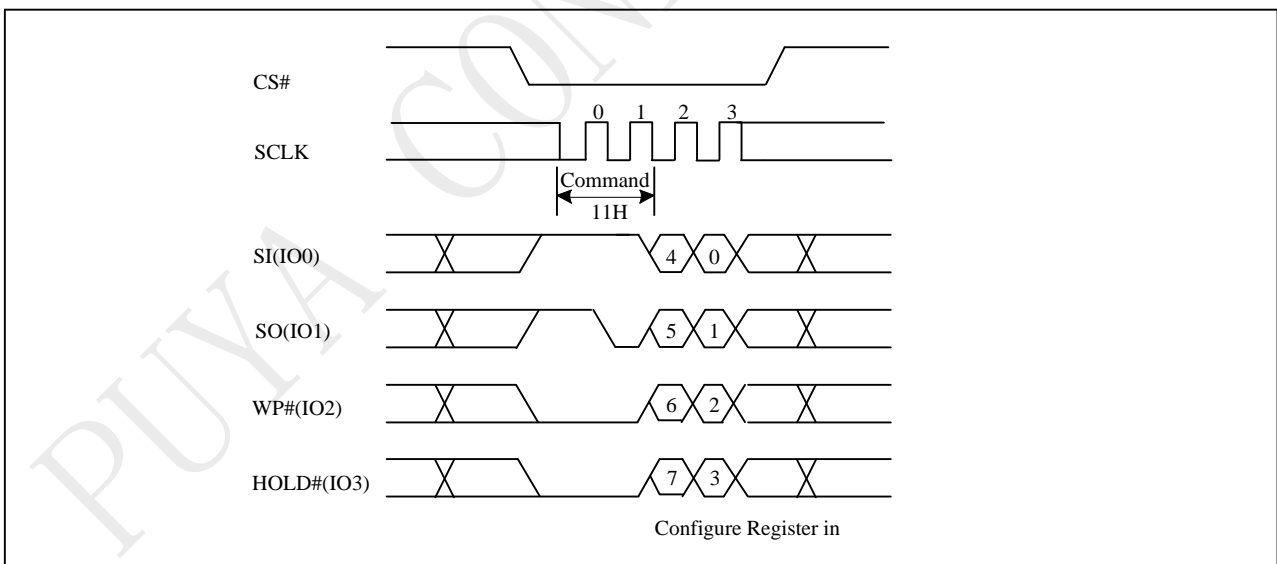 CS#
0 1 2 3
SCLK
Command
11H
SI(IO0) 4 0
SO(IO1) 5 1
WP#(IO2) 6 2
HOLD#(IO3) 7 3
Configure Register in
PUYA CON